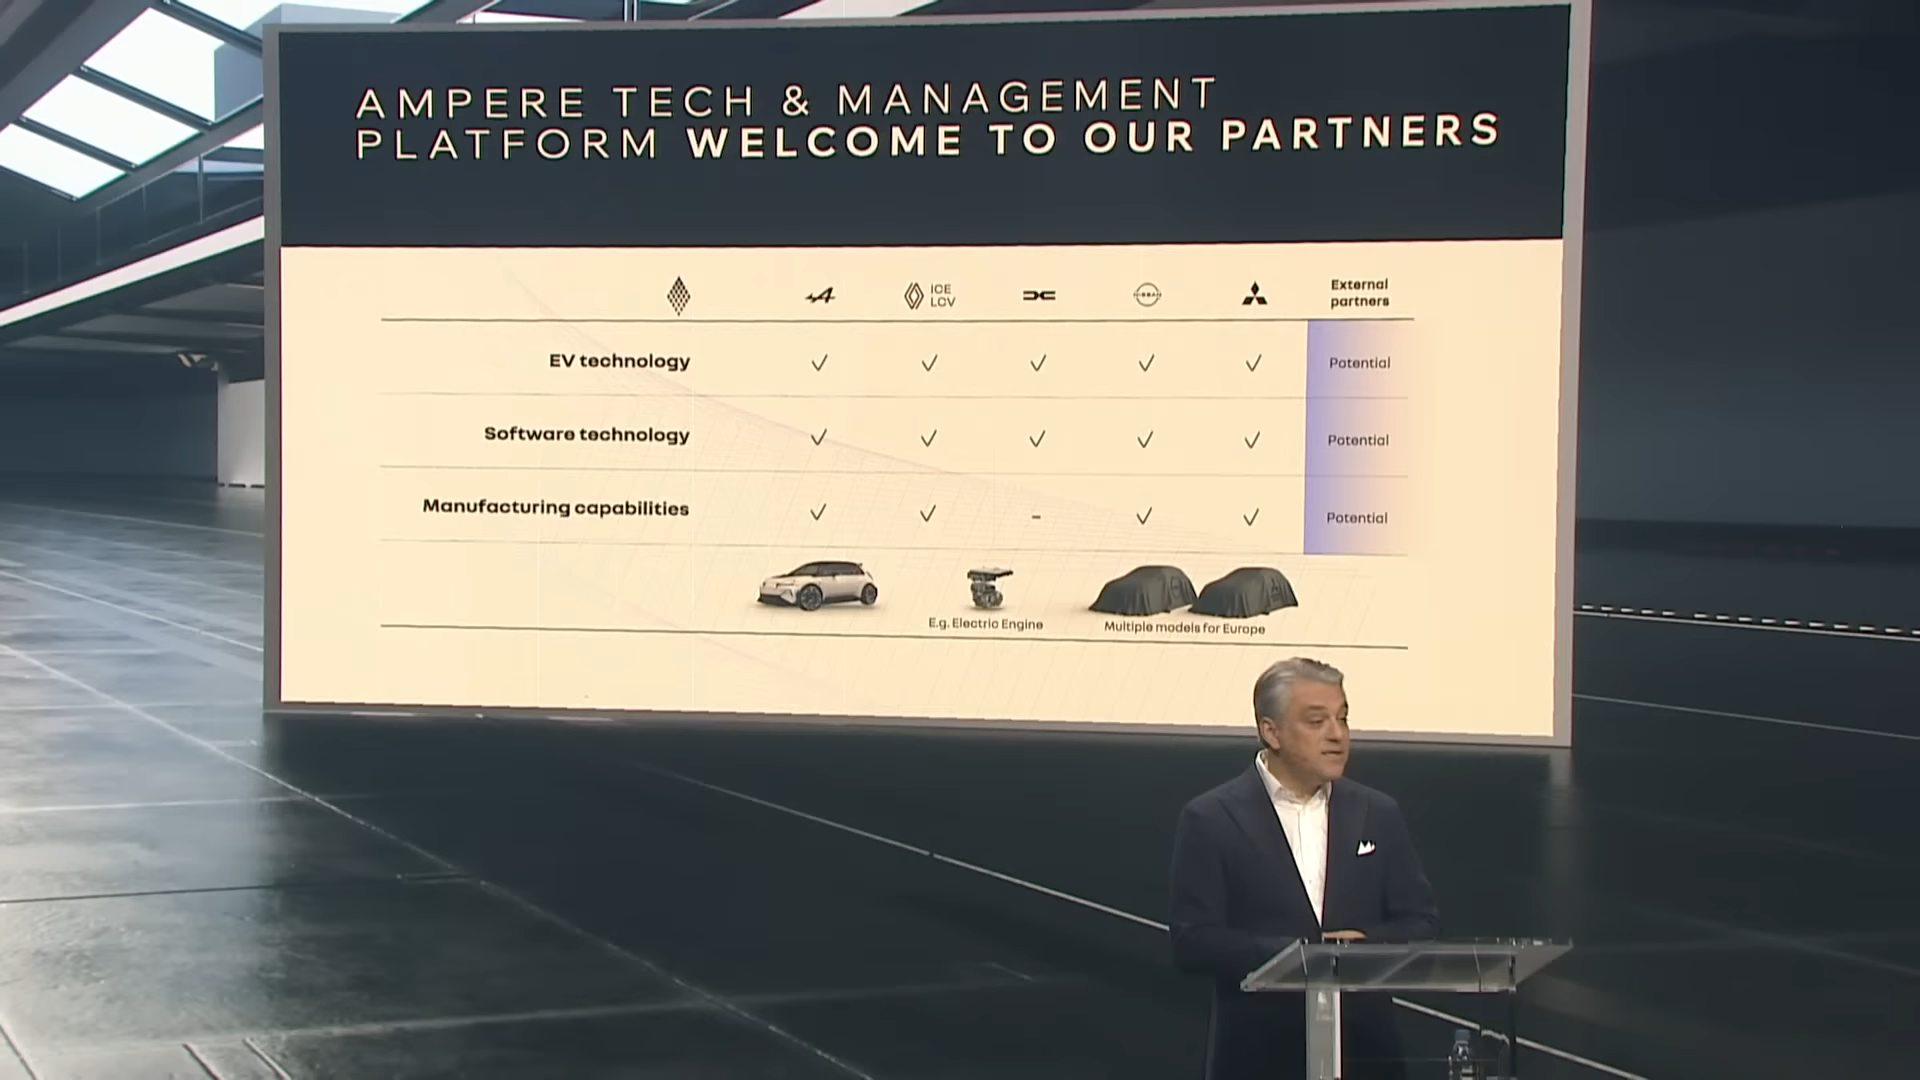 AMPERE TECH & MANAGEMENT
PLATFORM WELCOME TO OUR PARTNERS
ICE
LCV
NISSAN
External
partners
EV technology
Potential
Software technology
Potential
Manufacturing capabilities
-
Potential
E.g. Electric Engine
Multiple models for Europe